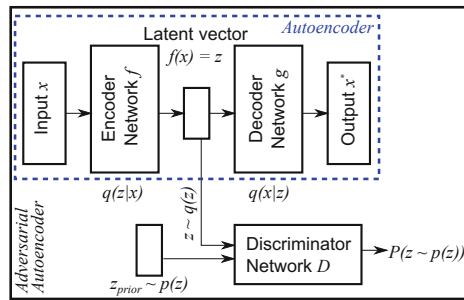 Autoencoder
Latent vector
f(x) = z
Input x
Encoder
Network f
Decoder
Network g
Output x*
q(z|x)
q(x|z)
z ~ q(z)
Adversarial
Autoencoder
z_prior ~ p(z)
Discriminator
Network D
P(z ~ p(z))